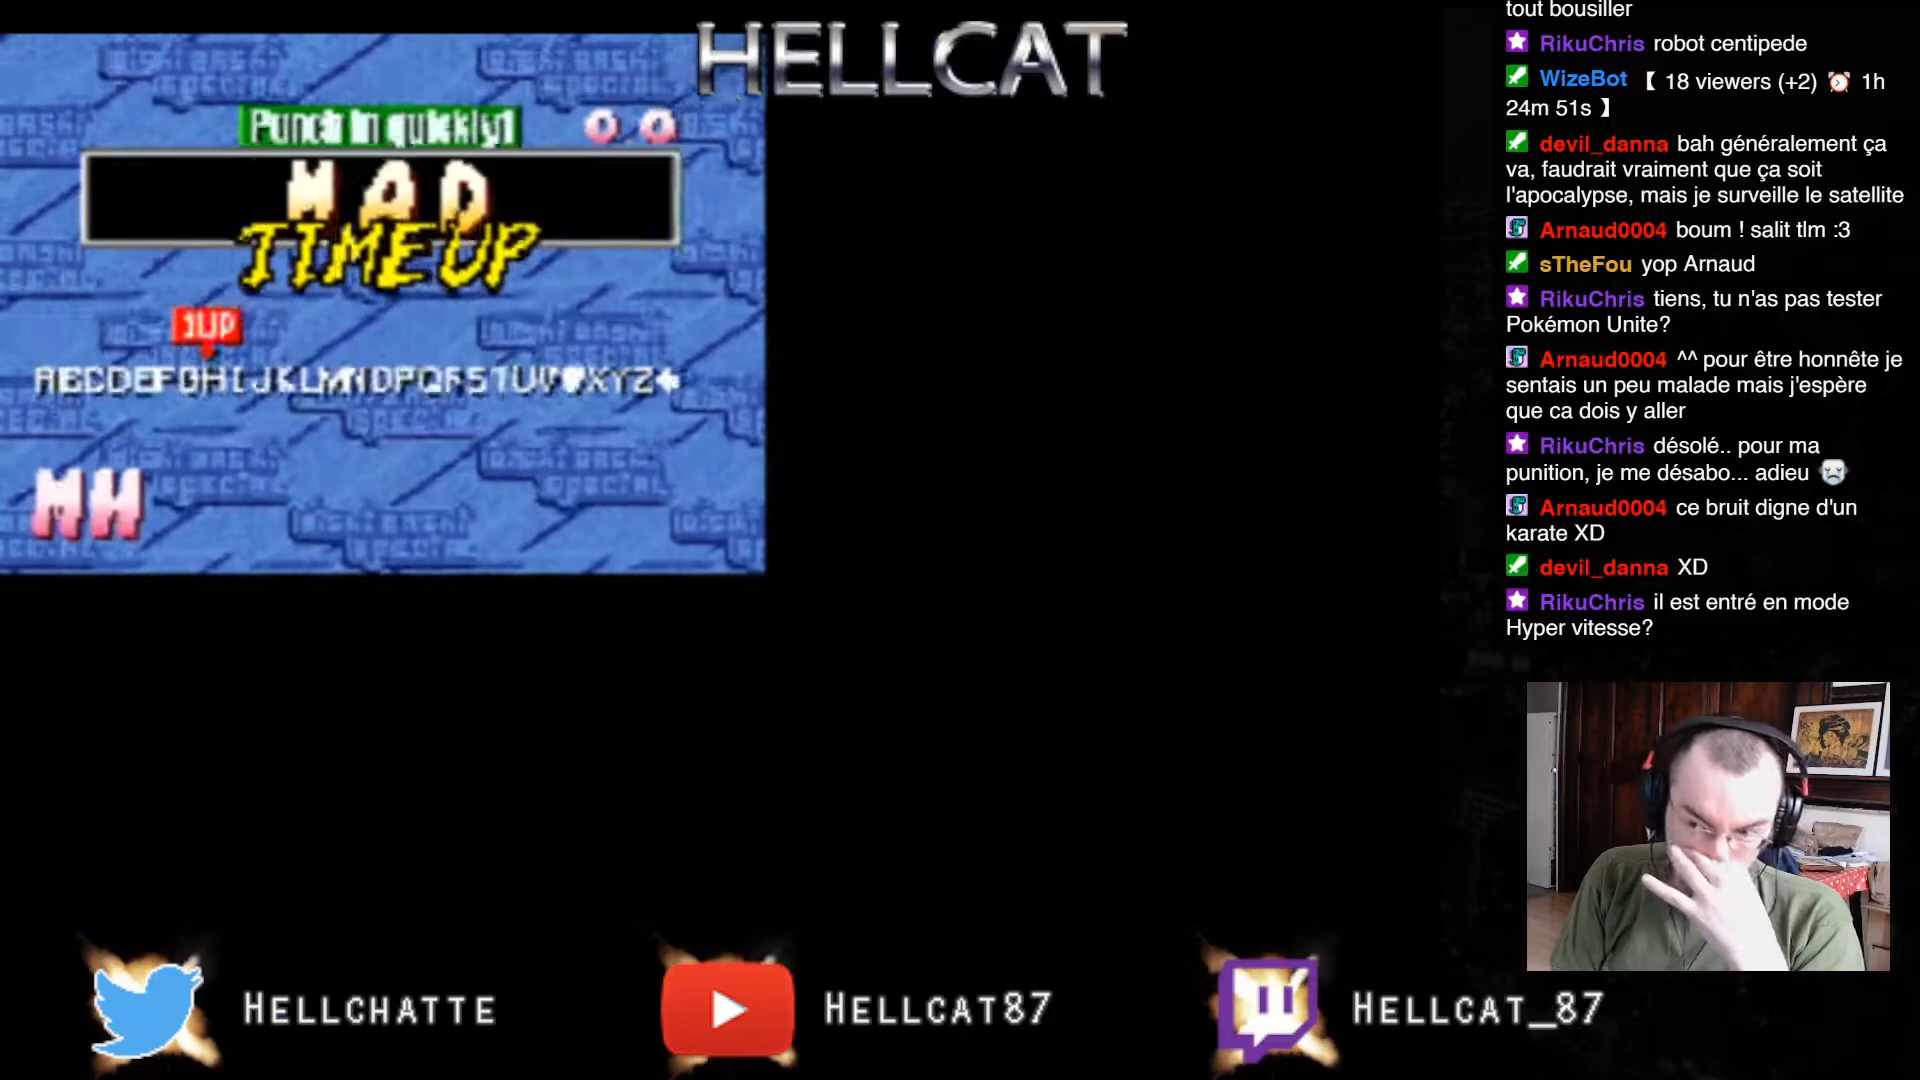 HELLCAT
Punch in quickly!
0.0
MAD
TIME UP
1UP
MH
tout bousiller
RikuChris robot centipede
WizeBot 【 18 viewers (+2) ⏰ 1h
24m 51s 】
devil_danna bah généralement ça
va, faudrait vraiment que ça soit
l'apocalypse, mais je surveille le satellite
Arnaud0004 boum ! salit tlm :3
sTheFou yop Arnaud
RikuChris tiens, tu n'as pas tester
Pokémon Unite?
Arnaud0004 ^^ pour être honnête je
sentais un peu malade mais j'espère
que ca dois y aller
RikuChris désolé.. pour ma
punition, je me désabo... adieu
Arnaud0004 ce bruit digne d'un
karate XD
devil_danna XD
RikuChris il est entré en mode
Hyper vitesse?
HELLCHATTE
HELLCAT87
HELLCAT_87